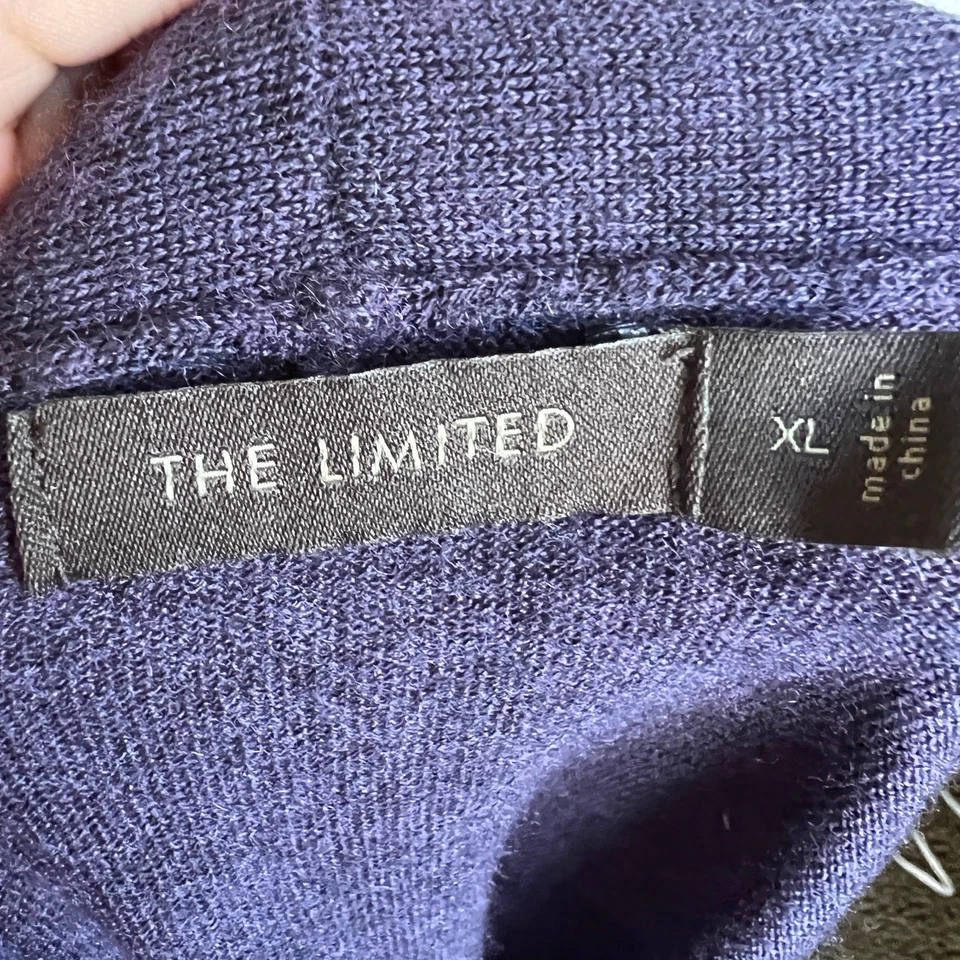 THE LIMITED
XL
made in
china